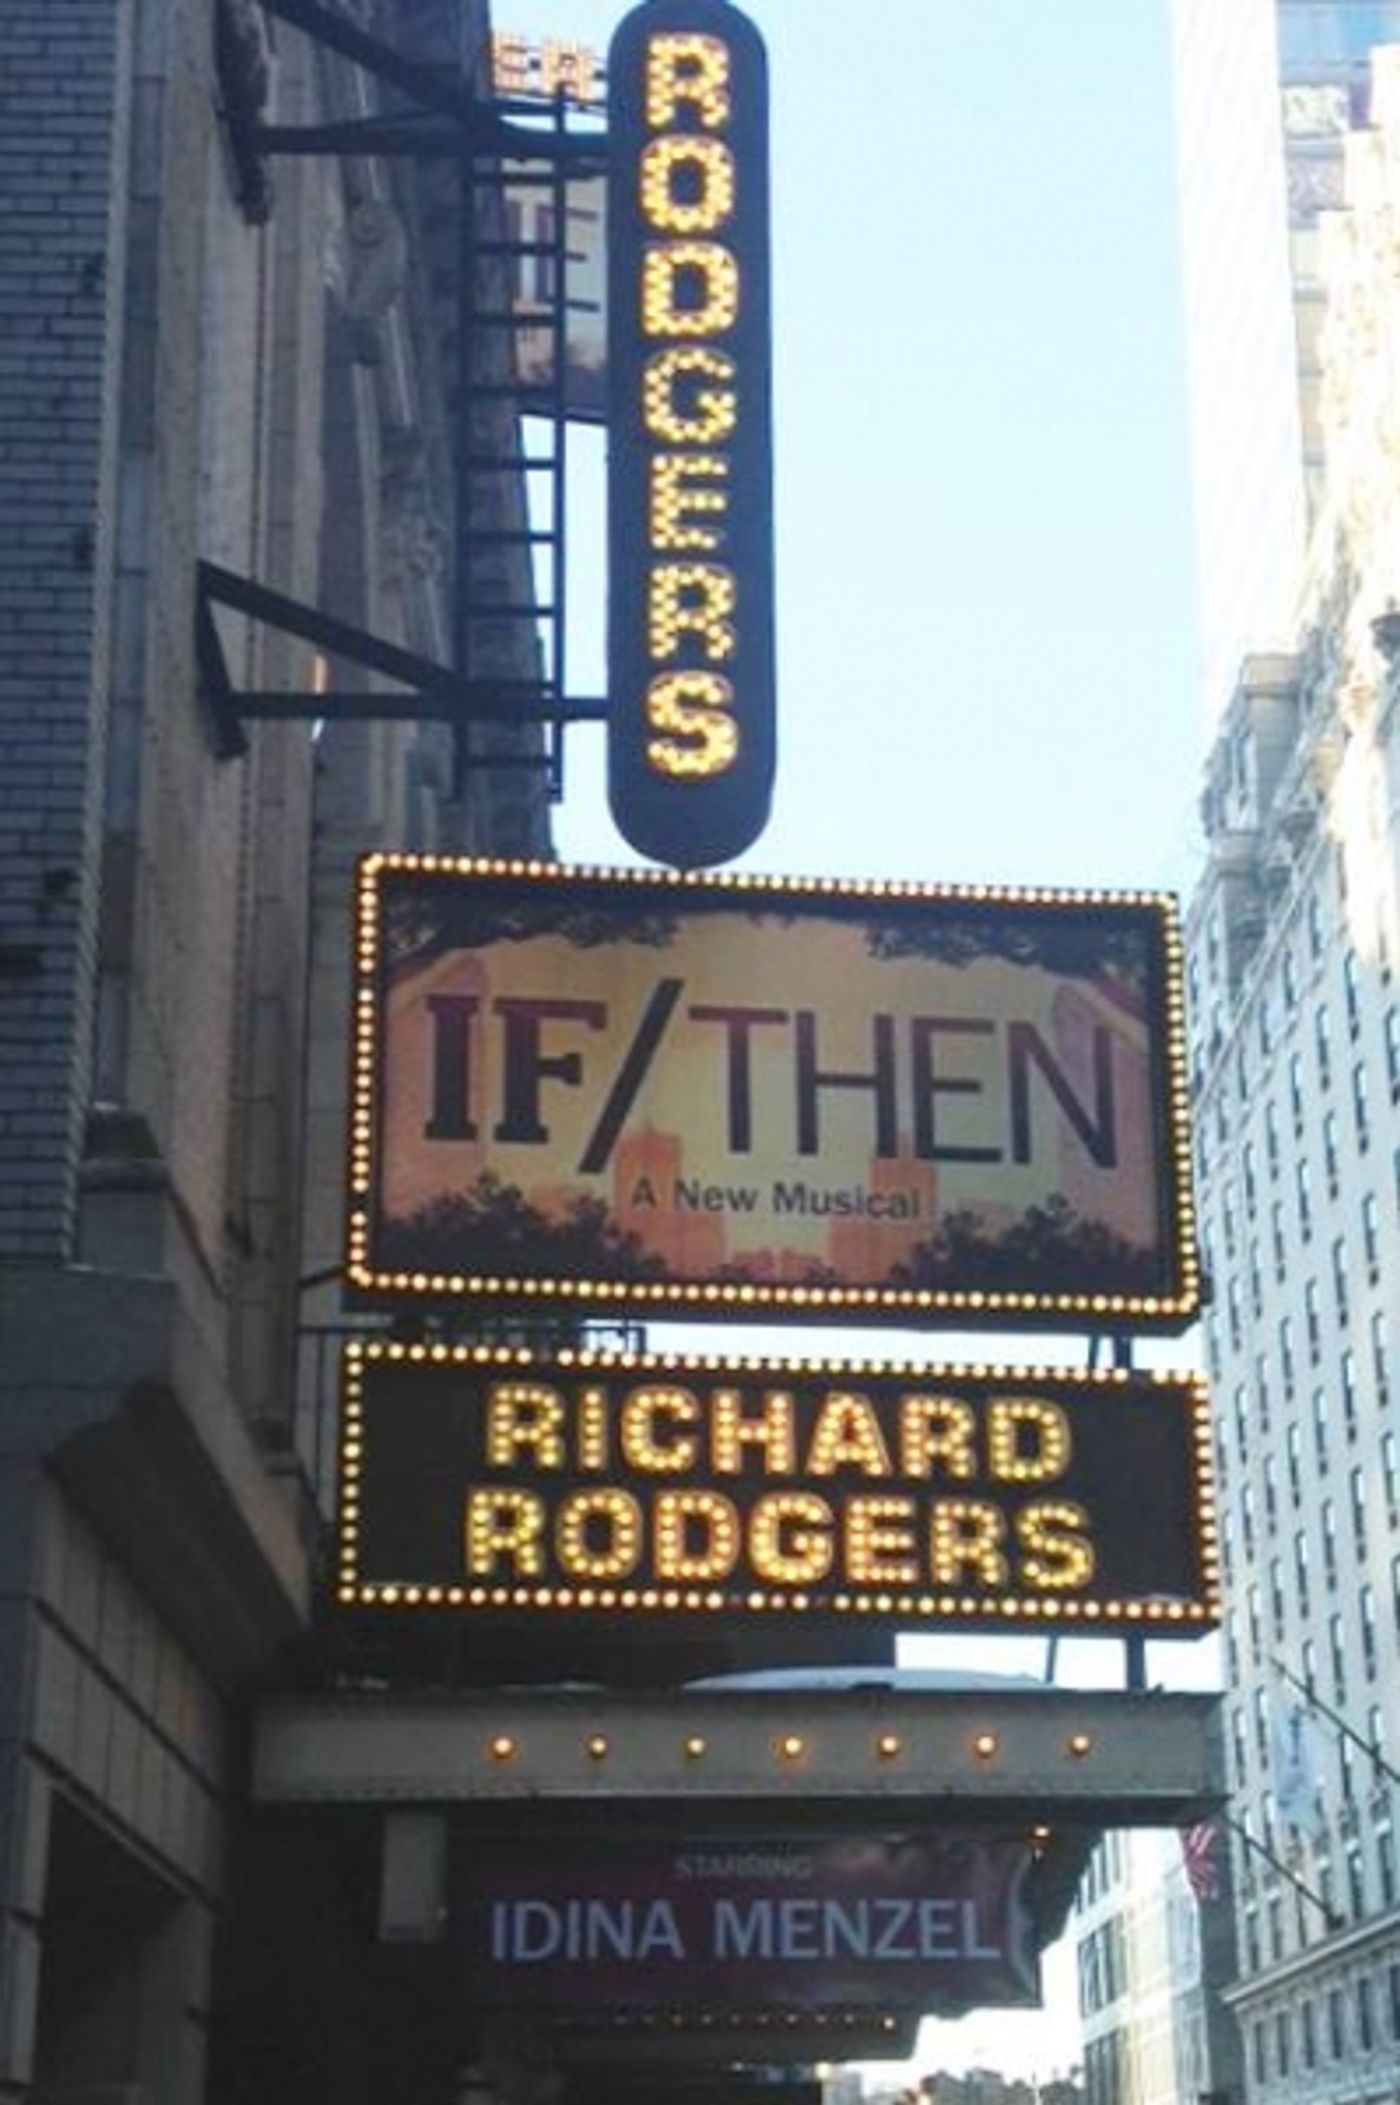 RODGERS
IF/THEN
A New Musical
RICHARD
RODGERS
STARRING
IDINA MENZEL